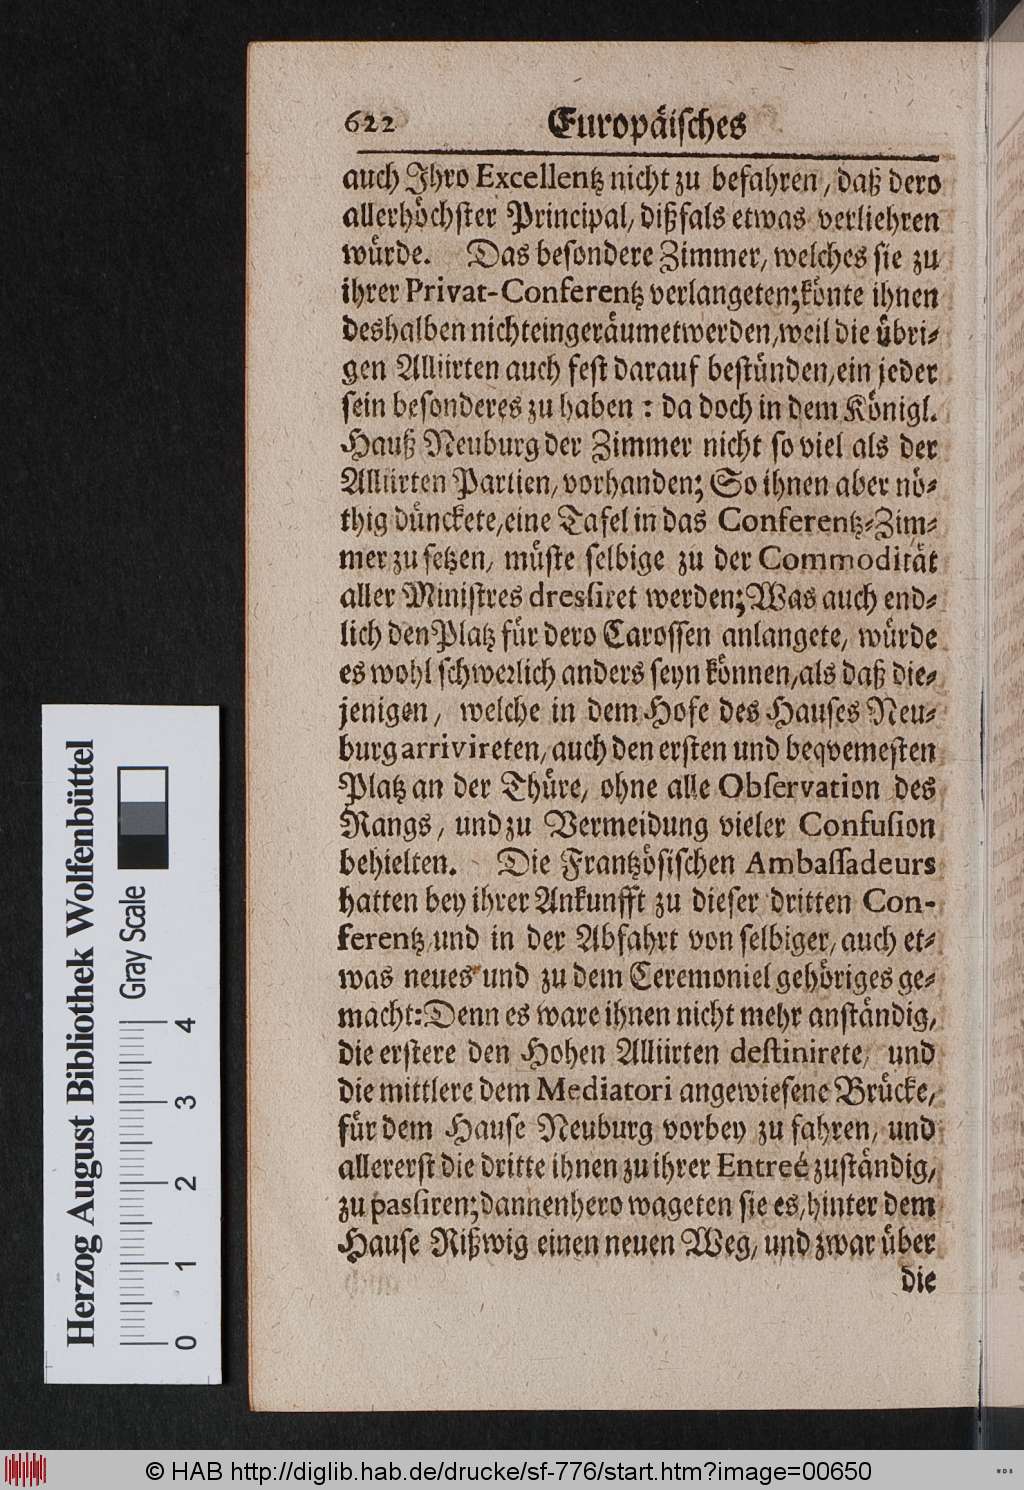 622 Europäiſches
auch Ihro Excellentz nicht zu befahren, daß dero
allerhöchſter Principal, dißfals etwas verliehren
würde. Das beſondere Zimmer, welches ſie zu
ihrer Privat-Conferentz verlangeten; könte ihnen
deshalben nicht eingeräumet werden, weil die übri-
gen Alliirten auch feſt darauf beſtünden, ein jeder
ſein beſonderes zu haben : da doch in dem Königl.
Hauß Neuburg der Zimmer nicht ſo viel als der
Alliirten Partien, vorhanden; So ihnen aber nö-
thig dünckete, eine Tafel in das Conferentz-Zim-
mer zu ſetzen, müſte ſelbige zu der Commodität
aller Miniſtres dresſiret werden; Was auch end-
lich den Platz für dero Caroſſen anlangete, würde
es wohl ſchwerlich anders ſeyn können, als daß die-
jenigen, welche in dem Hofe des Hauſes Neu-
burg arrivireten, auch den erſten und beqvemeſten
Platz an der Thüre, ohne alle Obſervation des
Rangs, und zu Vermeidung vieler Confuſion
behielten. Die Frantzöſiſchen Ambaſſadeurs
hatten bey ihrer Ankunfft zu dieſer dritten Con-
ferentz, und in der Abfahrt von ſelbiger, auch et-
was neues und zu dem Ceremoniel gehöriges ge-
macht: Denn es ware ihnen nicht mehr anſtändig,
die erſtere den Hohen Alliirten deſtinirete, und
die mittlere dem Mediatori angewieſene Brücke,
für dem Hauſe Neuburg vorbey zu fahren, und
allererſt die dritte ihnen zu ihrer Entreé zuſtändig,
zu pasſiren; dannenhero wageten ſie es, hinter dem
Hauſe Rißwig einen neuen Weg, und zwar über
die
Herzog August Bibliothek Wolfenbüttel
Gray Scale
0 1 2 3 4
© HAB http://diglib.hab.de/drucke/sf-776/start.htm?image=00650